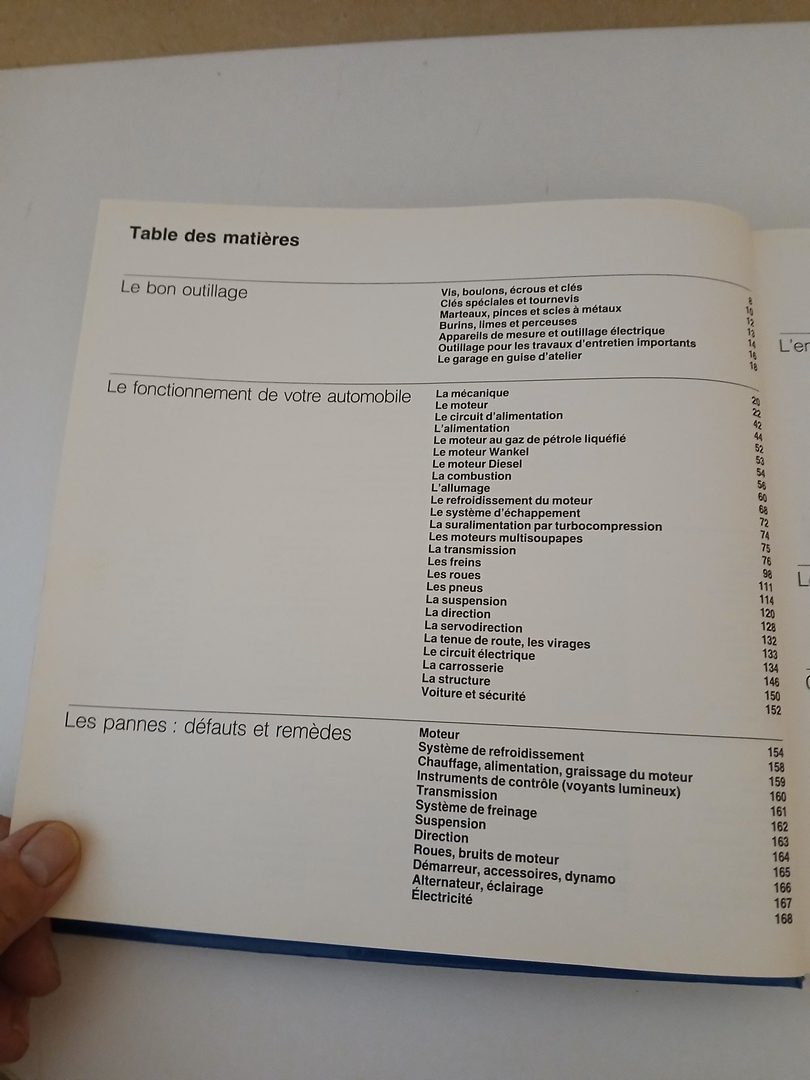 Table des matières
Le bon outillage
Vis, boulons, écrous et clés 8
Clés spéciales et tournevis 10
Marteaux, pinces et scies à métaux 12
Burins, limes et perceuses 13
Appareils de mesure et outillage électrique 14
Outillage pour les travaux d'entretien importants 16
Le garage en guise d'atelier 18
Le fonctionnement de votre automobile
La mécanique 20
Le moteur 22
Le circuit d'alimentation 42
L'alimentation 44
Le moteur au gaz de pétrole liquéfié 52
Le moteur Wankel 53
Le moteur Diesel 54
La combustion 56
L'allumage 60
Le refroidissement du moteur 68
Le système d'échappement 72
La suralimentation par turbocompression 74
Les moteurs multisoupapes 75
La transmission 76
Les freins 98
Les roues 111
Les pneus 114
La suspension 120
La direction 128
La servodirection 132
La tenue de route, les virages 133
Le circuit électrique 134
La carrosserie 146
La structure 150
Voiture et sécurité 152
Les pannes : défauts et remèdes
Moteur 154
Système de refroidissement 158
Chauffage, alimentation, graissage du moteur 159
Instruments de contrôle (voyants lumineux) 160
Transmission 161
Système de freinage 162
Suspension 163
Direction 164
Roues, bruits de moteur 165
Démarreur, accessoires, dynamo 166
Alternateur, éclairage 167
Électricité 168